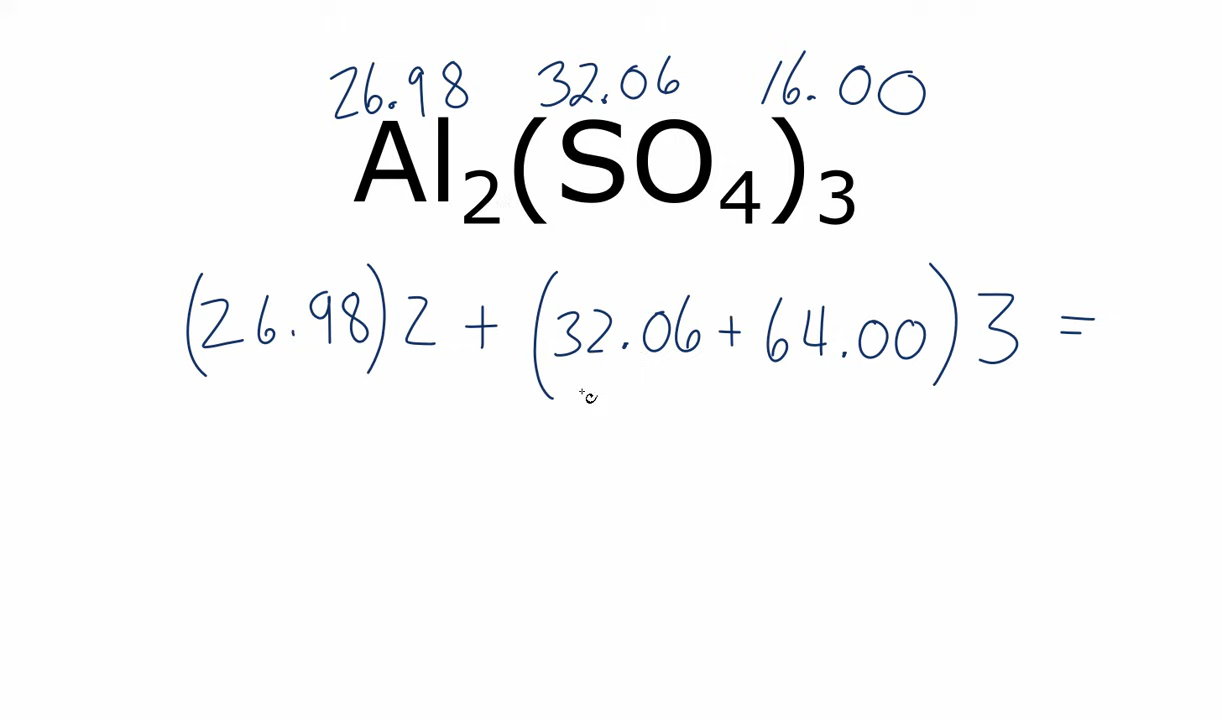 26.98 32.06 16.00
Al₂(SO₄)₃
(26.98)2 + (32.06 + 64.00)3 =